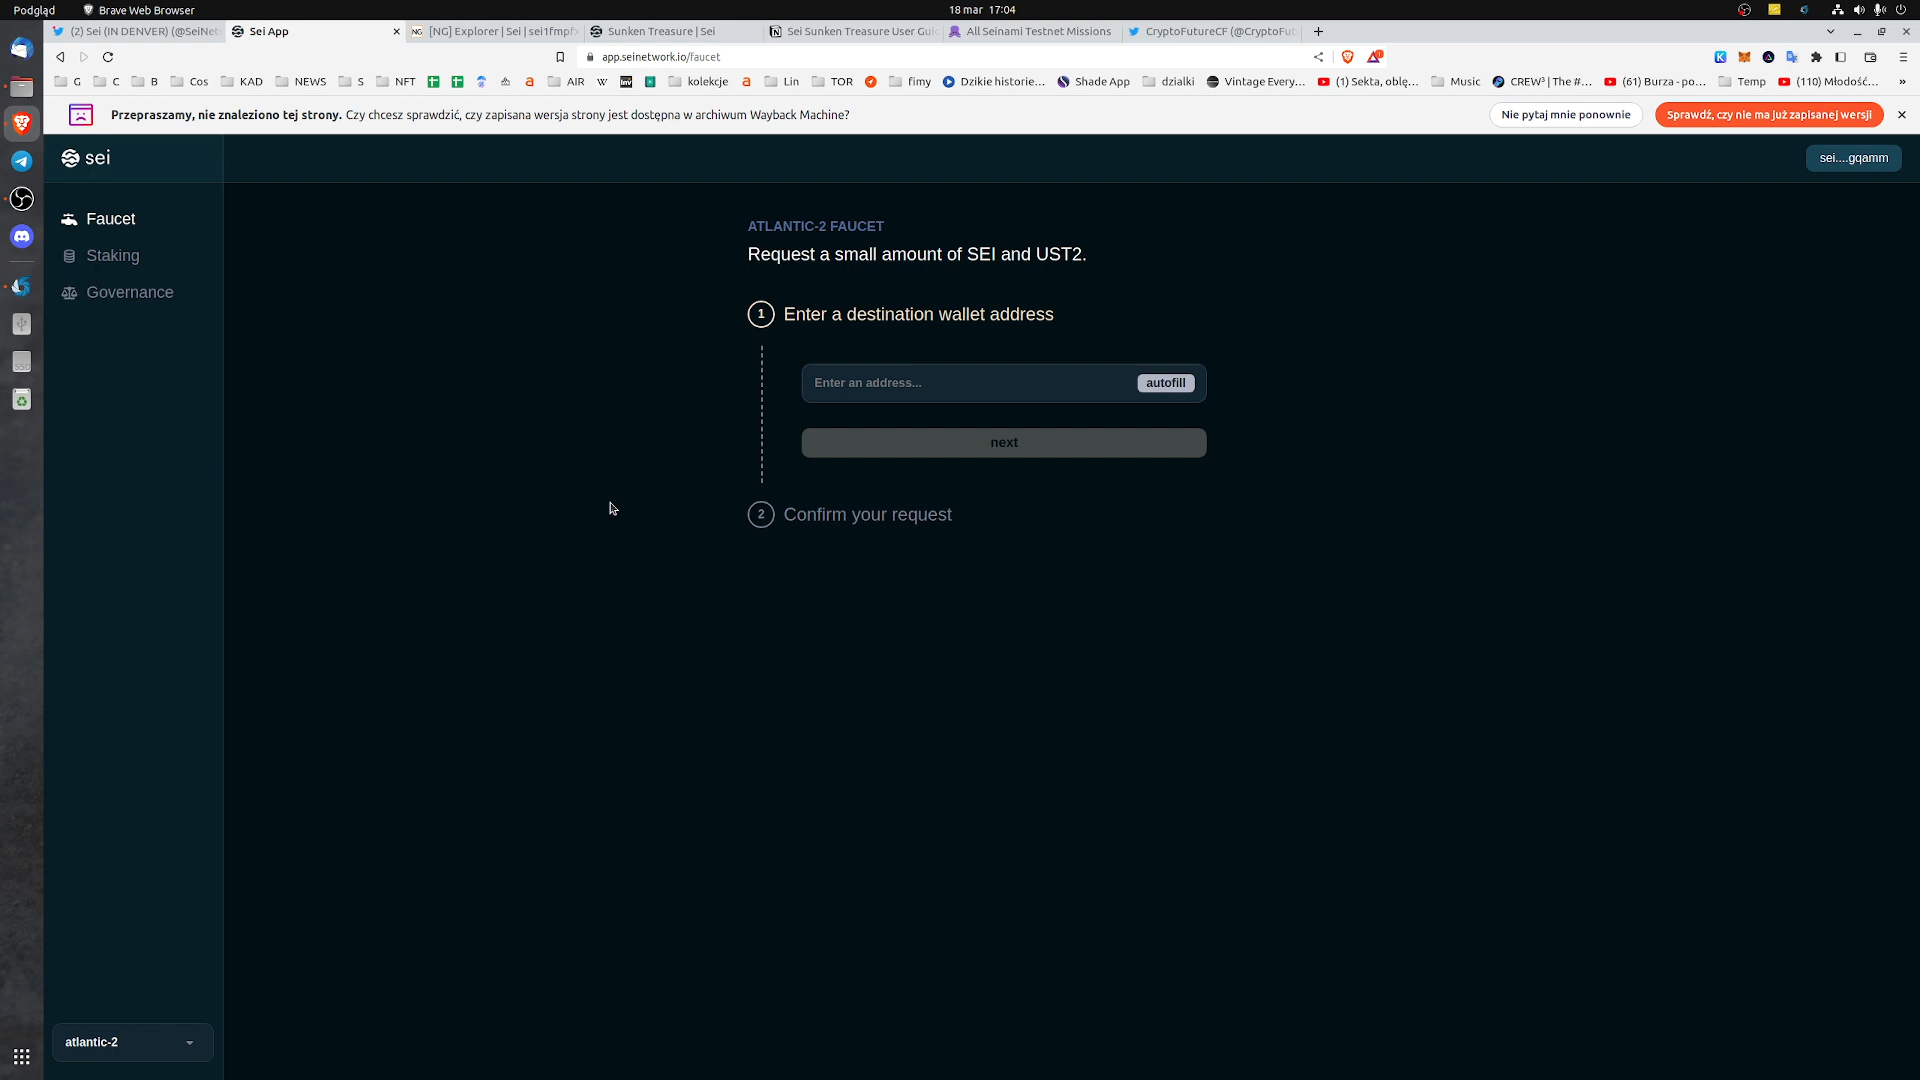 Podgląd Brave Web Browser 18 mar 17:04
(2) Sei (IN DENVER) (@SeiNet Sei App [NG] Explorer | Sei | sei1fmpf Sunken Treasure | Sei Sei Sunken Treasure User Gui All Seinami Testnet Missions CryptoFutureCF (@CryptoFut
app.seinetwork.io/faucet
G C B Cos KAD NEWS S NFT AIR W kolekcje a Lin TOR fimy Dzikie historie... Shade App dzialki Vintage Every... (1) Sekta, oblę... Music CREW³ | The #... (61) Burza - po... Temp (110) Młodość... »
Przepraszamy, nie znaleziono tej strony. Czy chcesz sprawdzić, czy zapisana wersja strony jest dostępna w archiwum Wayback Machine? Nie pytaj mnie ponownie Sprawdź, czy nie ma już zapisanej wersji
sei sei....gqamm
Faucet
Staking
Governance
ATLANTIC-2 FAUCET
Request a small amount of SEI and UST2.
1 Enter a destination wallet address
Enter an address... autofill
next
2 Confirm your request
atlantic-2